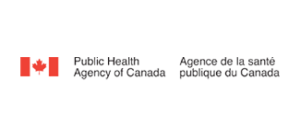 Public Health
Agency of Canada
Agence de la santé
publique du Canada